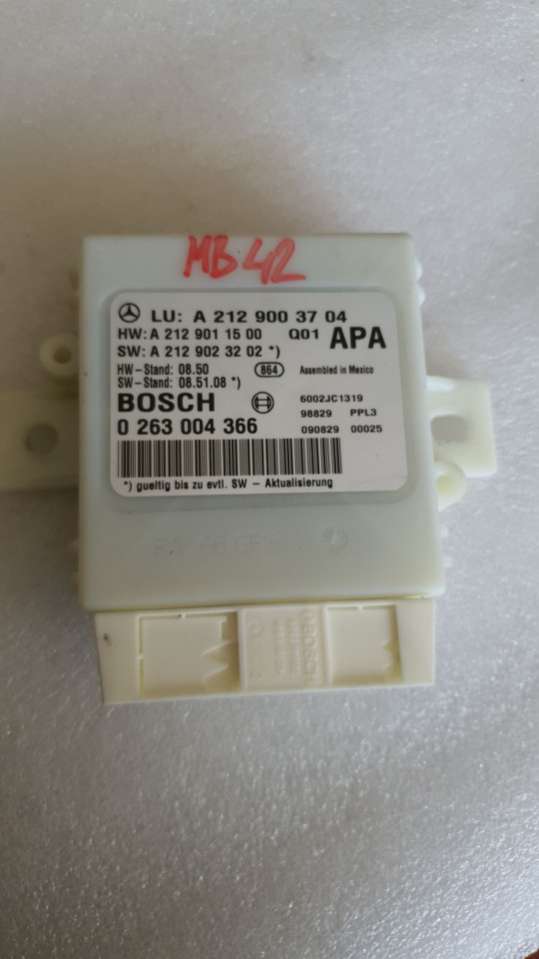 MB42
LU: A 212 900 37 04
HW: A 212 901 15 00 Q01 APA
SW: A 212 902 32 02 *)
HW-Stand: 08.50 864 Assembled in Mexico
SW-Stand: 08.51.08 *)
BOSCH 6002JC1319
98829 PPL3
0 263 004 366 090829 00025
*) gueltig bis zu evtl. SW - Aktualisierung
BOSCH